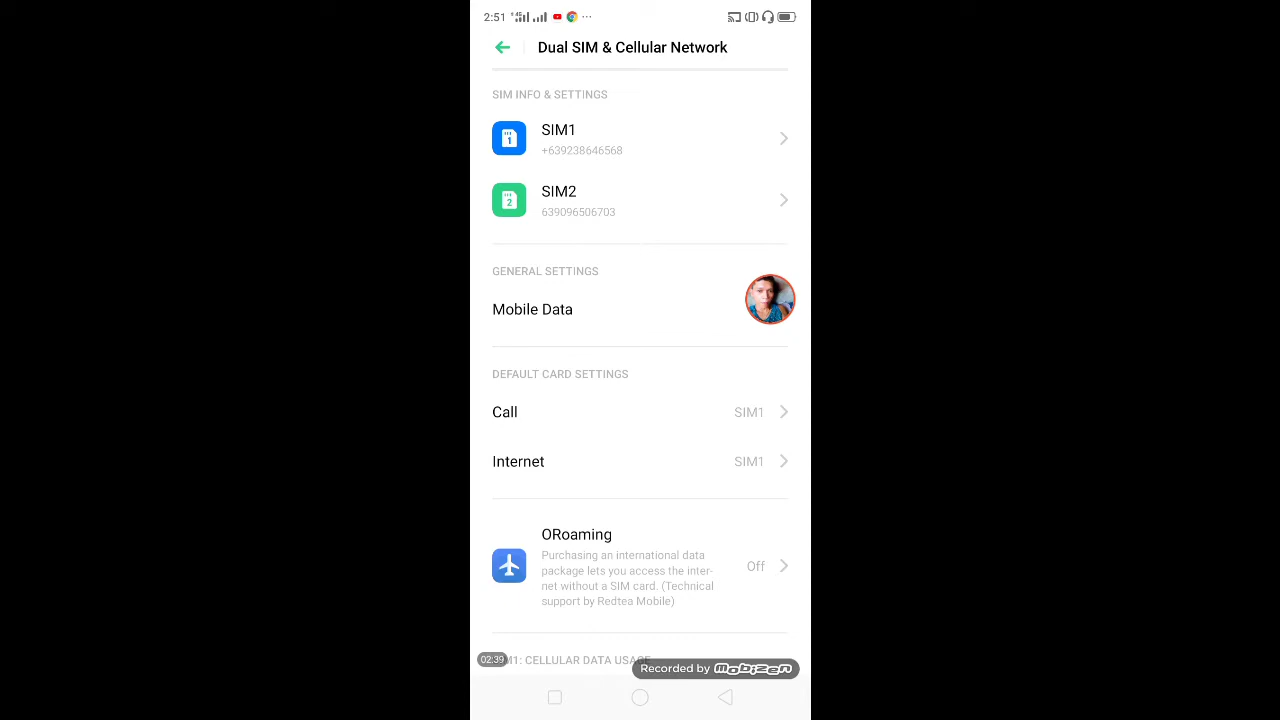 2:51
Dual SIM & Cellular Network
SIM INFO & SETTINGS
SIM1
+639238646568
SIM2
639096506703
GENERAL SETTINGS
Mobile Data
DEFAULT CARD SETTINGS
Call SIM1
Internet SIM1
ORoaming
Purchasing an international data
package lets you access the inter-
net without a SIM card. (Technical
support by Redtea Mobile)
Off
02:39
M1: CELLULAR DATA USAGE
Recorded by mobizen